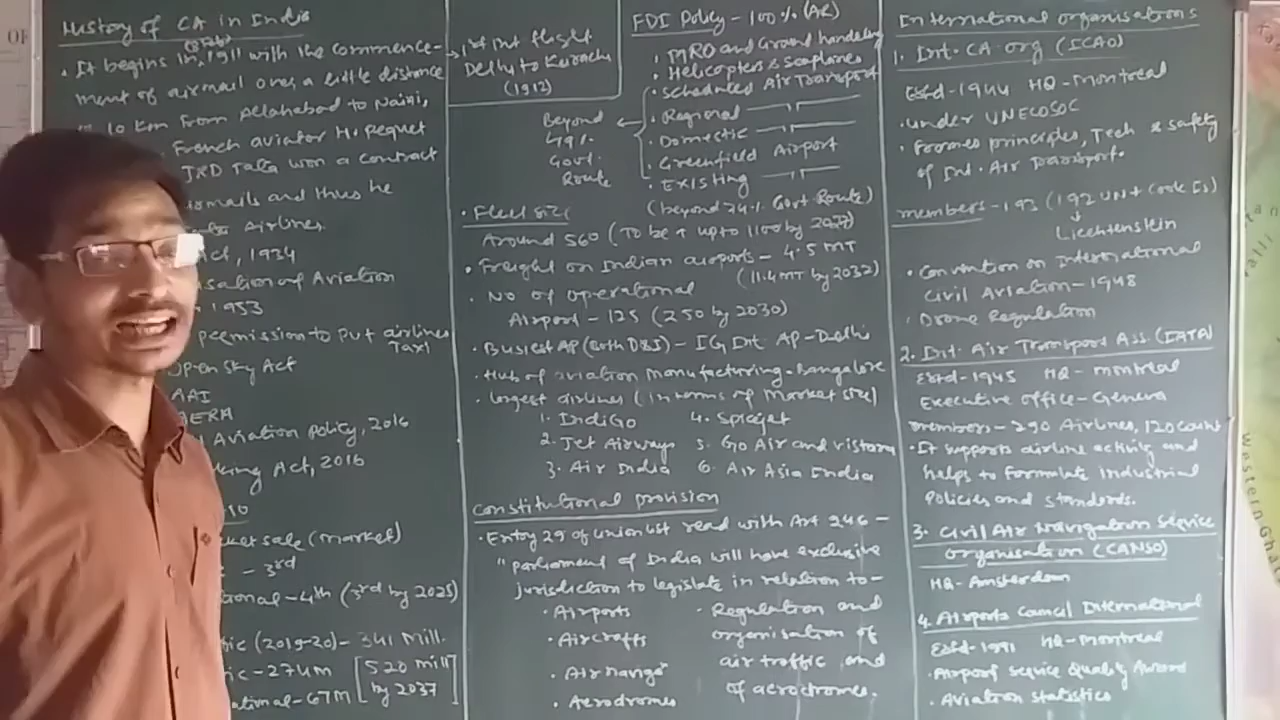 History of CA in India
• It begins in 1911 with the commence-
ment of airmail over a little distance
10 km from Allahabad to Naini,
French aviator H. Pequet
JRD Tata won a contract
airmails and thus he
Airlines
Act, 1934
sation of Aviation
1953
permission to Put airlines
Taxi
Open sky Act
AAI
AERA
Aviation policy, 2016
king Act, 2016
ket sale (market)
- 3rd
tional - 4th (3rd by 2025)
tic (2019-20) - 341 Mill.
ic - 274M [520 mill
by 2037]
ational - 67M
1st Int flight
Delhi to Karachi
(1912)
FDI Policy - 100% (AR)
• MRO and Ground handeling
• Helicopters & seaplanes
• Scheduled Air Transport
• Regional
• Domestic
• Greenfield Airport
• Existing
(beyond 74% Govt Route)
Beyond
49%
Govt.
Route
• Fleet size
Around 560 (To be ↑ upto 1100 by 2027)
• Freight on Indian airports - 4.5 MT
(11.4 MT by 2032)
• No of operational
Airport - 125 (250 by 2030)
• Busiest AP (Both D&I) - IG Int AP - Delhi
• Hub of aviation manufacturing - Bangalore
• largest airlines (in terms of market size)
1. IndiGo
2. Jet Airways
3. Air India
4. Spicejet
5. Go Air and vistara
6. Air Asia India
Constitutional provision
• Entry 29 of union list read with Art 246 -
"parliament of India will have exclusive
jurisdiction to legislate in relation to -
• Airports
• Aircrafts
• Aerodromes
• Regulation and
organisation of
air traffic and
of aerodromes.
International organisations
1. Int. CA. org (ICAO)
Estd - 1944 HQ - Montreal
• Under UNECOSOC
• Formes principles, Tech & safety
of Int. Air Transport.
members - 193 (192 UN + Cook Is)
Liechtenstein
• Convention on International
Civil Aviation - 1948
• Drone Regulation
2. Int. Air Transport Ass. (IATA)
Estd - 1945 HQ - montreal
Executive office - Geneva
members - 290 Airlines, 120 count
• It supports airline activity and
helps to formulate industrial
policies and standards.
3. Civil Air Navigation Service
Organisation (CANSO)
HQ - Amsterdam
4. Airports Council International
Estd - 1991 HQ - montreal
• Airport Service Quality Award
• Aviation statistics
Western Gha